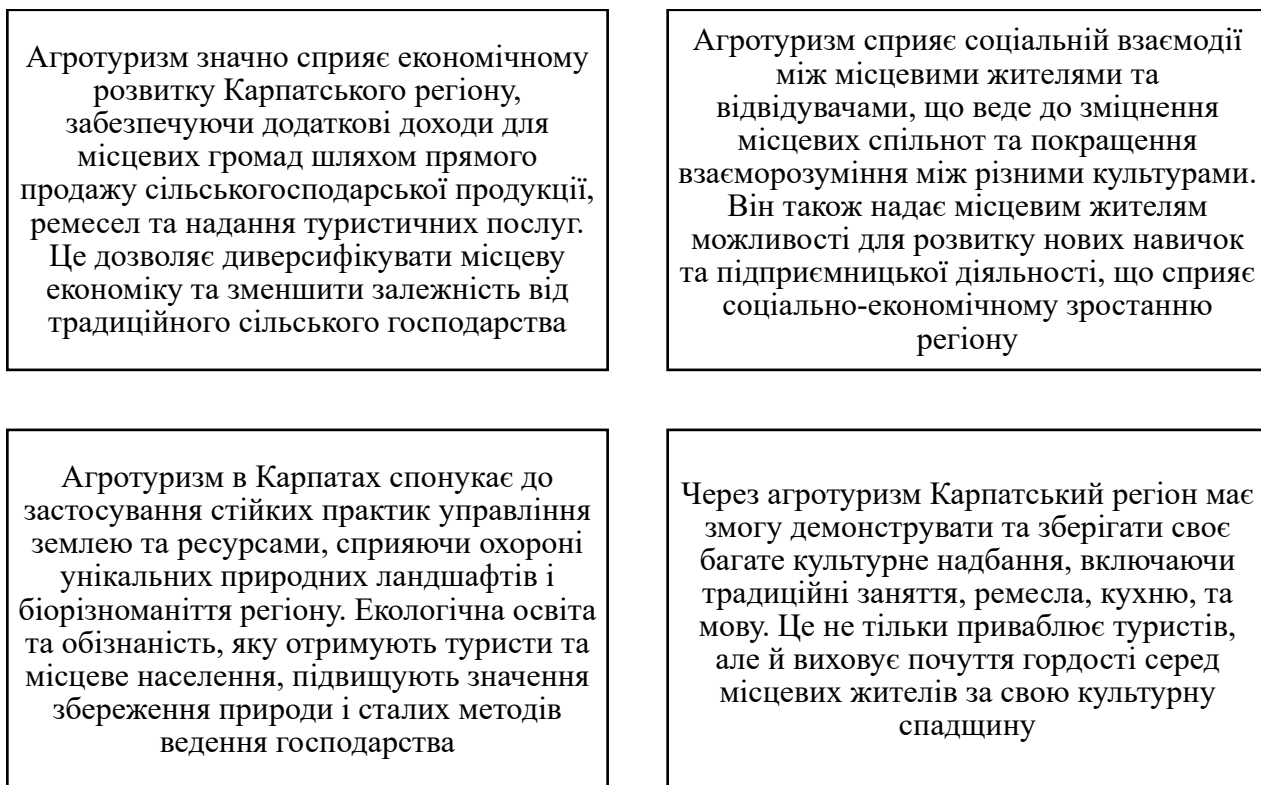 Агротуризм значно сприяє економічному
розвитку Карпатського регіону,
забезпечуючи додаткові доходи для
місцевих громад шляхом прямого
продажу сільськогосподарської продукції,
ремесел та надання туристичних послуг.
Це дозволяє диверсифікувати місцеву
економіку та зменшити залежність від
традиційного сільського господарства
Агротуризм сприяє соціальній взаємодії
між місцевими жителями та
відвідувачами, що веде до зміцнення
місцевих спільнот та покращення
взаєморозуміння між різними культурами.
Він також надає місцевим жителям
можливості для розвитку нових навичок
та підприємницької діяльності, що сприяє
соціально-економічному зростанню
регіону
Агротуризм в Карпатах спонукає до
застосування стійких практик управління
землею та ресурсами, сприяючи охороні
унікальних природних ландшафтів і
біорізноманіття регіону. Екологічна освіта
та обізнаність, яку отримують туристи та
місцеве населення, підвищують значення
збереження природи і сталих методів
ведення господарства
Через агротуризм Карпатський регіон має
змогу демонструвати та зберігати своє
багате культурне надбання, включаючи
традиційні заняття, ремесла, кухню, та
мову. Це не тільки приваблює туристів,
але й виховує почуття гордості серед
місцевих жителів за свою культурну
спадщину